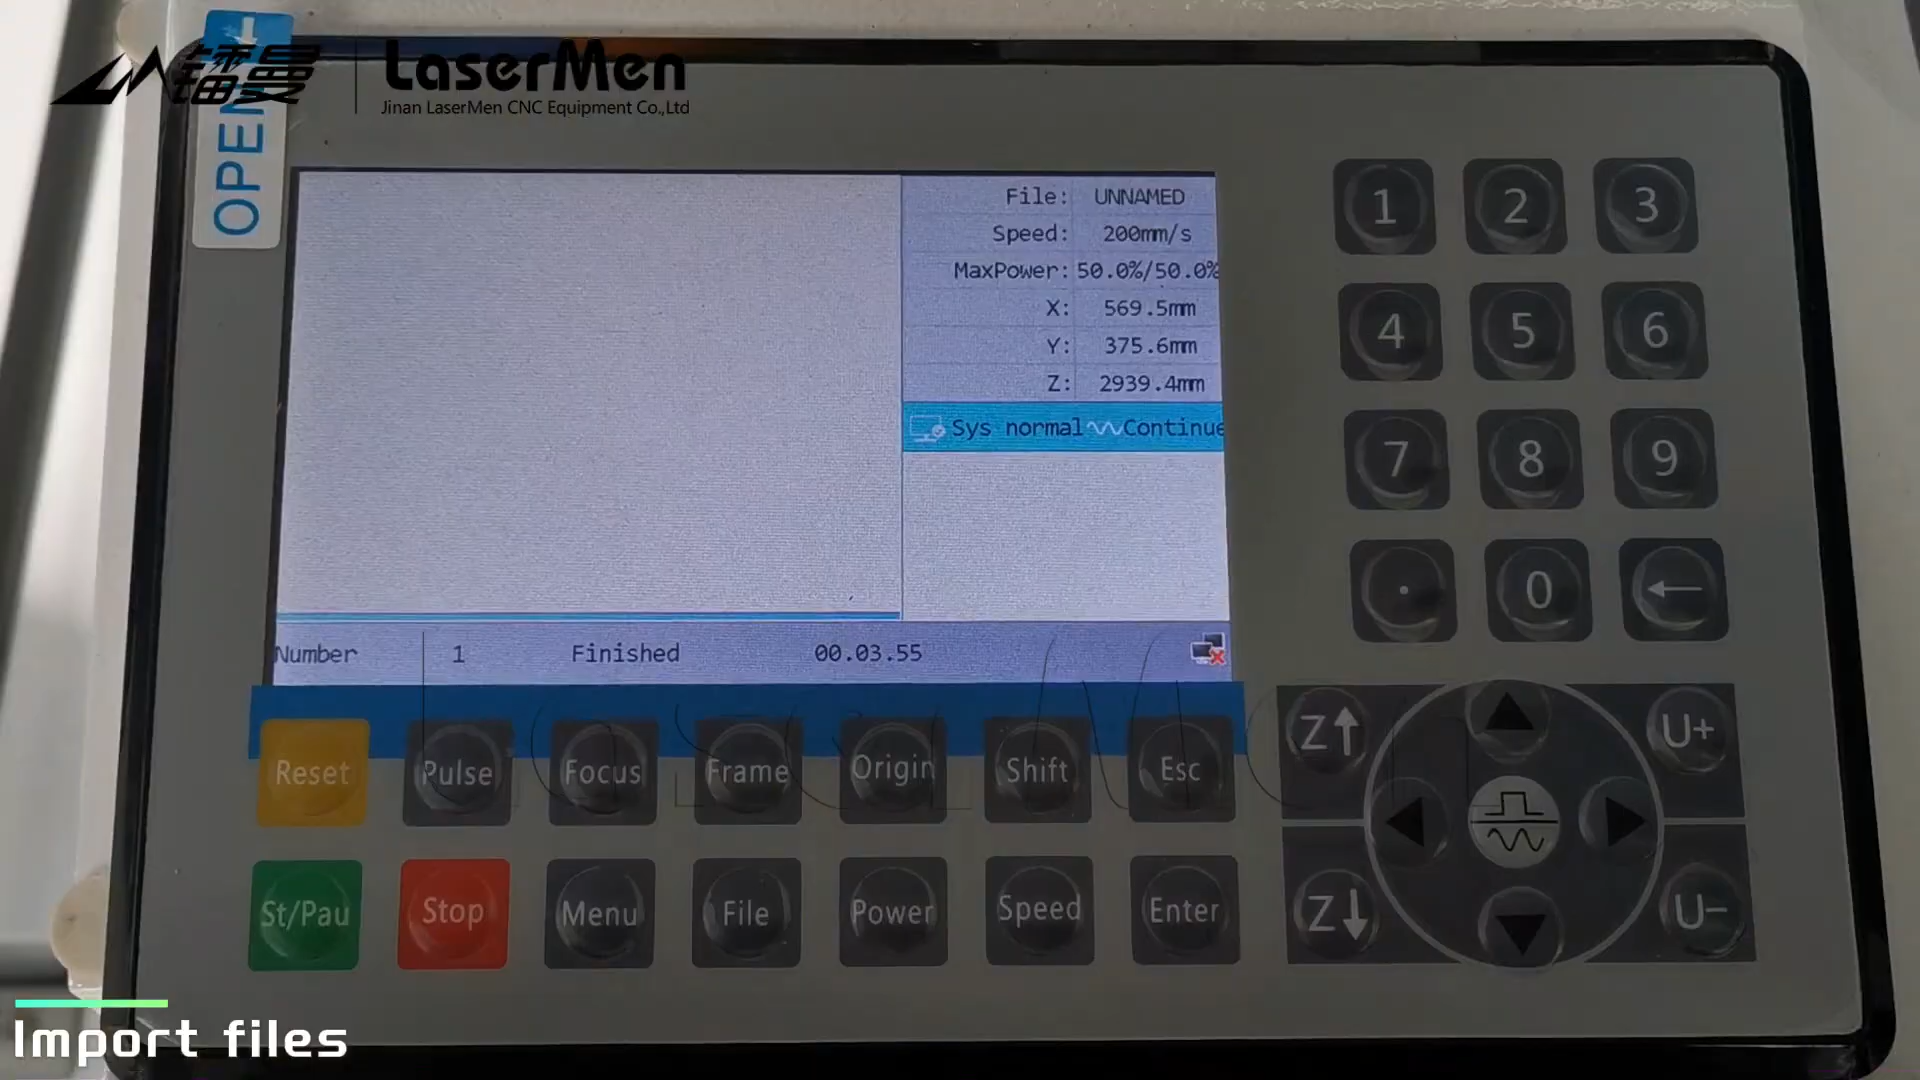 镭曼
LaserMen
Jinan LaserMen CNC Equipment Co.,Ltd
OPEN
File: UNNAMED
Speed: 200mm/s
MaxPower: 50.0%/50.0%
X: 569.5mm
Y: 375.6mm
Z: 2939.4mm
Sys normal Continue
Number 1 Finished 00.03.55
1 2 3
4 5 6
7 8 9
. 0 ←
Reset Pulse Focus Frame Origin Shift Esc
St/Pau Stop Menu File Power Speed Enter
Z↑ U+
Z↓ U-
LaserMen
Import files